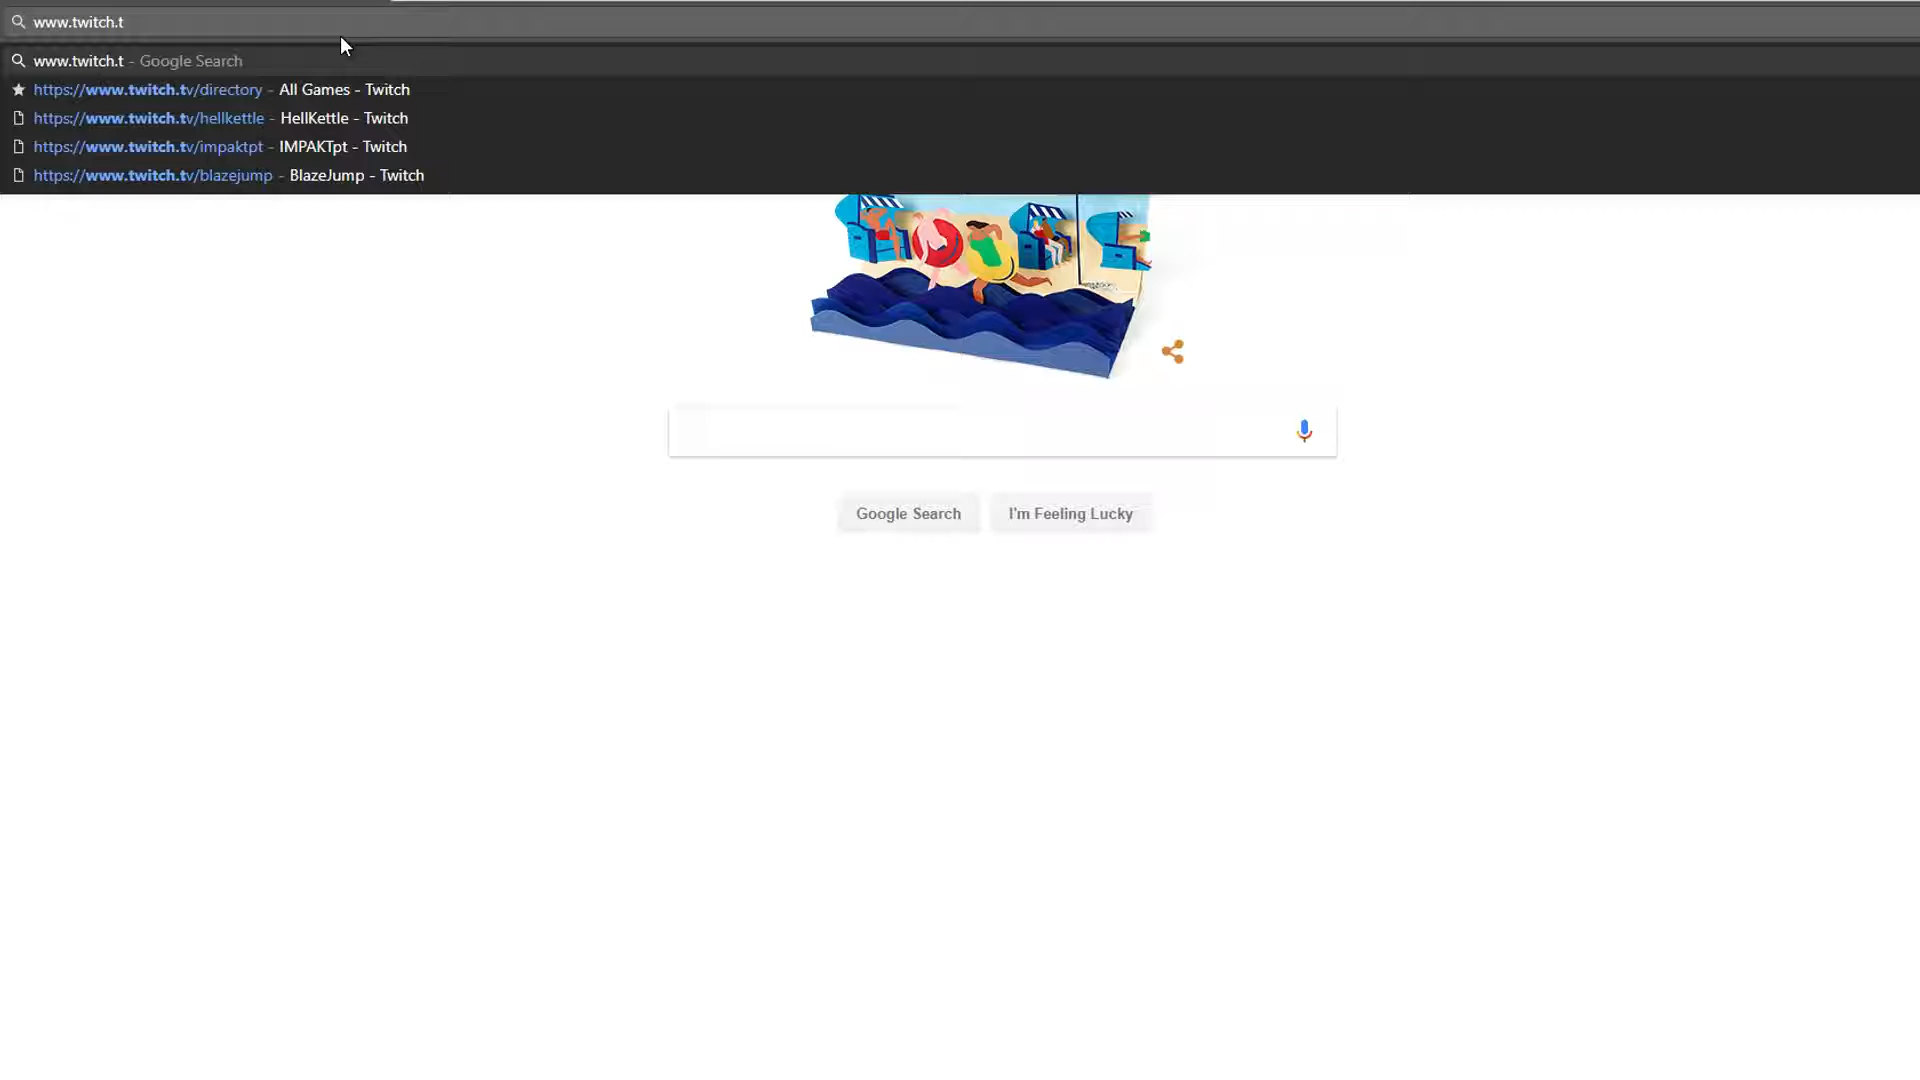 www.twitch.t
www.twitch.t - Google Search
https://www.twitch.tv/directory - All Games - Twitch
https://www.twitch.tv/hellkettle - HellKettle - Twitch
https://www.twitch.tv/impaktpt - IMPAKTpt - Twitch
https://www.twitch.tv/blazejump - BlazeJump - Twitch
Google Search
I'm Feeling Lucky